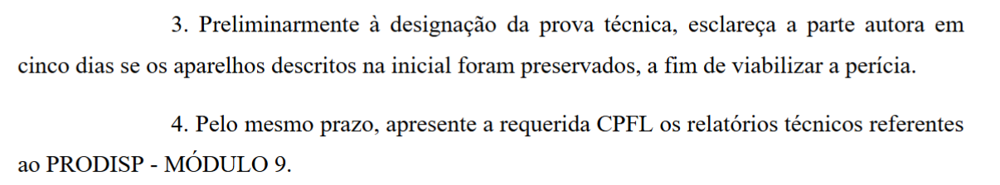 3. Preliminarmente à designação da prova técnica, esclareça a parte autora em
cinco dias se os aparelhos descritos na inicial foram preservados, a fim de viabilizar a perícia.
4. Pelo mesmo prazo, apresente a requerida CPFL os relatórios técnicos referentes
ao PRODISP - MÓDULO 9.